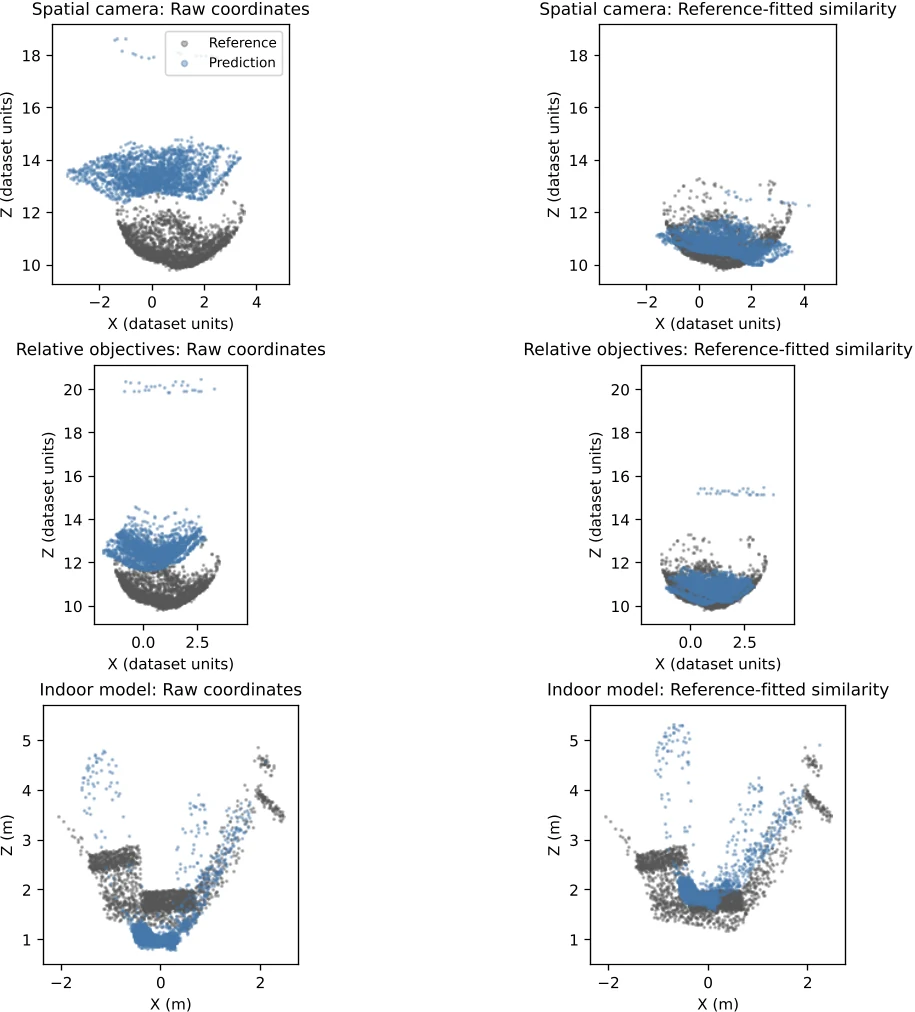 Spatial camera: Raw coordinates
Spatial camera: Reference-fitted similarity
Reference
Prediction
18
16
14
12
10
Z (dataset units)
−2 0 2 4
X (dataset units)
18
16
14
12
10
Z (dataset units)
−2 0 2 4
X (dataset units)
Relative objectives: Raw coordinates
Relative objectives: Reference-fitted similarity
20
18
16
14
12
10
Z (dataset units)
0.0 2.5
X (dataset units)
20
18
16
14
12
10
Z (dataset units)
0.0 2.5
X (dataset units)
Indoor model: Raw coordinates
Indoor model: Reference-fitted similarity
5
4
3
2
1
Z (m)
−2 0 2
X (m)
5
4
3
2
1
Z (m)
−2 0 2
X (m)